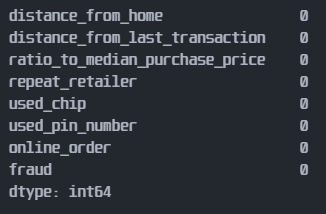 distance_from_home 0
distance_from_last_transaction 0
ratio_to_median_purchase_price 0
repeat_retailer 0
used_chip 0
used_pin_number 0
online_order 0
fraud 0
dtype: int64